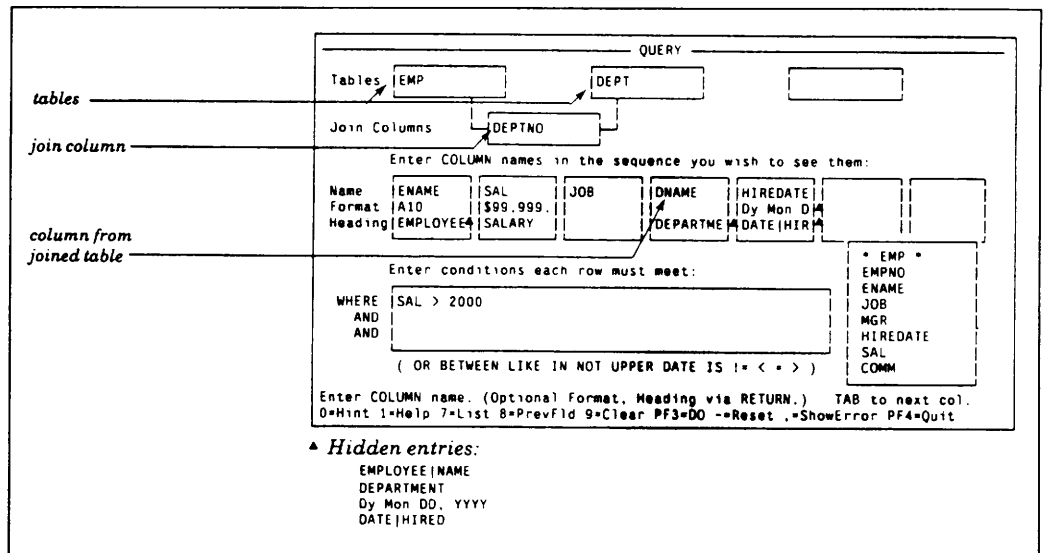 QUERY
Tables EMP DEPT
tables
Join Columns DEPTNO
join column
Enter COLUMN names in the sequence you wish to see them:
Name ENAME SAL JOB DNAME HIREDATE
Format A10 $99,999. Dy Mon D▲
Heading EMPLOYEE▲ SALARY DEPARTME▲ DATE|HIR▲
column from
joined table
Enter conditions each row must meet:
WHERE SAL > 2000
AND
AND
* EMP *
EMPNO
ENAME
JOB
MGR
HIREDATE
SAL
COMM
( OR BETWEEN LIKE IN NOT UPPER DATE IS != < = > )
Enter COLUMN name. (Optional Format, Heading via RETURN.) TAB to next col.
0=Hint 1=Help 7=List 8=PrevFld 9=Clear PF3=DO -=Reset ,=ShowError PF4=Quit
▲ Hidden entries:
EMPLOYEE|NAME
DEPARTMENT
Dy Mon DD, YYYY
DATE|HIRED